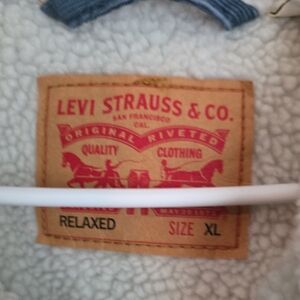 LEVI STRAUSS & CO.
SAN FRANCISCO
CAL.
ORIGINAL RIVETED
QUALITY CLOTHING
RELAXED SIZE XL